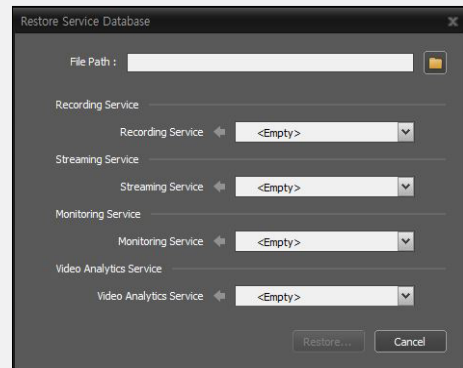 Restore Service Database
File Path :
Recording Service
Recording Service <Empty>
Streaming Service
Streaming Service <Empty>
Monitoring Service
Monitoring Service <Empty>
Video Analytics Service
Video Analytics Service <Empty>
Restore... Cancel